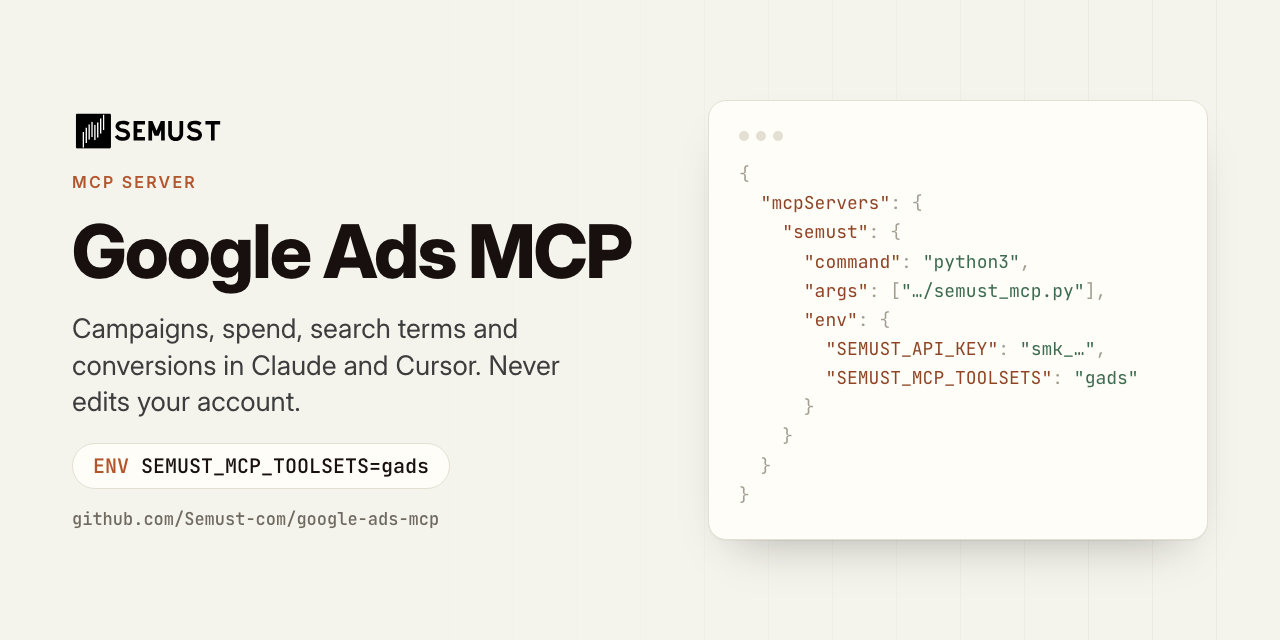 SEMUST
MCP SERVER
Google Ads MCP
Campaigns, spend, search terms and
conversions in Claude and Cursor. Never
edits your account.
ENV SEMUST_MCP_TOOLSETS=gads
github.com/Semust-com/google-ads-mcp
{
  "mcpServers": {
    "semust": {
      "command": "python3",
      "args": ["…/semust_mcp.py"],
      "env": {
        "SEMUST_API_KEY": "smk_…",
        "SEMUST_MCP_TOOLSETS": "gads"
      }
    }
  }
}